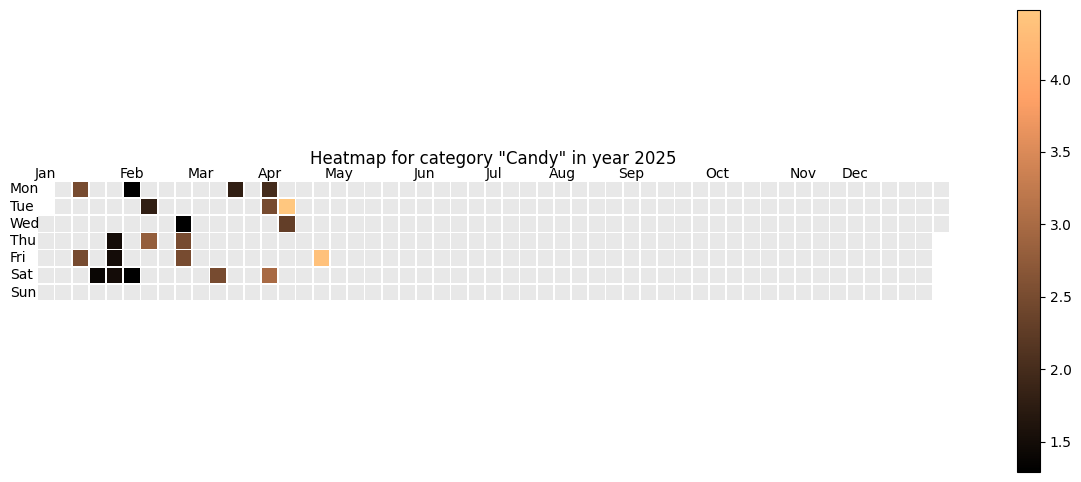 Heatmap for category "Candy" in year 2025
Jan Feb Mar Apr May Jun Jul Aug Sep Oct Nov Dec
Mon
Tue
Wed
Thu
Fri
Sat
Sun
4.0
3.5
3.0
2.5
2.0
1.5